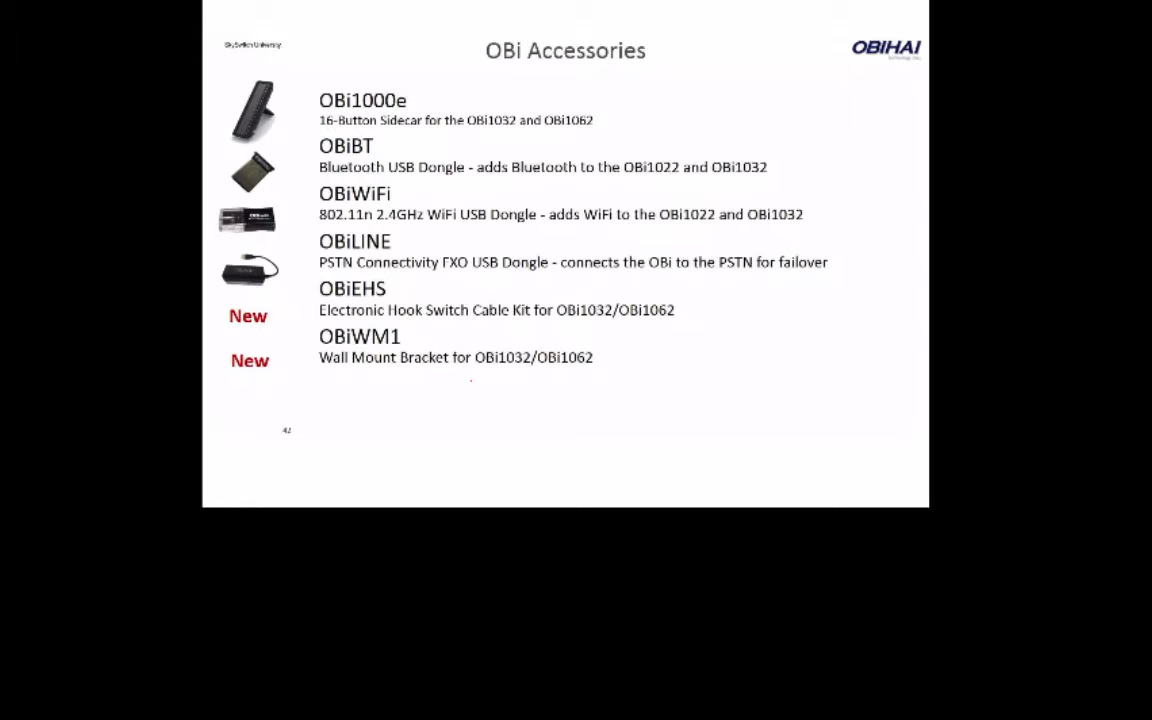 SkySwitch University
OBi Accessories
OBIHAI
OBi1000e
16-Button Sidecar for the OBi1032 and OBi1062
OBiBT
Bluetooth USB Dongle - adds Bluetooth to the OBi1022 and OBi1032
OBiWiFi
802.11n 2.4GHz WiFi USB Dongle - adds WiFi to the OBi1022 and OBi1032
OBiLINE
PSTN Connectivity FXO USB Dongle - connects the OBi to the PSTN for failover
OBiEHS
Electronic Hook Switch Cable Kit for OBi1032/OBi1062
New
OBiWM1
Wall Mount Bracket for OBi1032/OBi1062
New
42